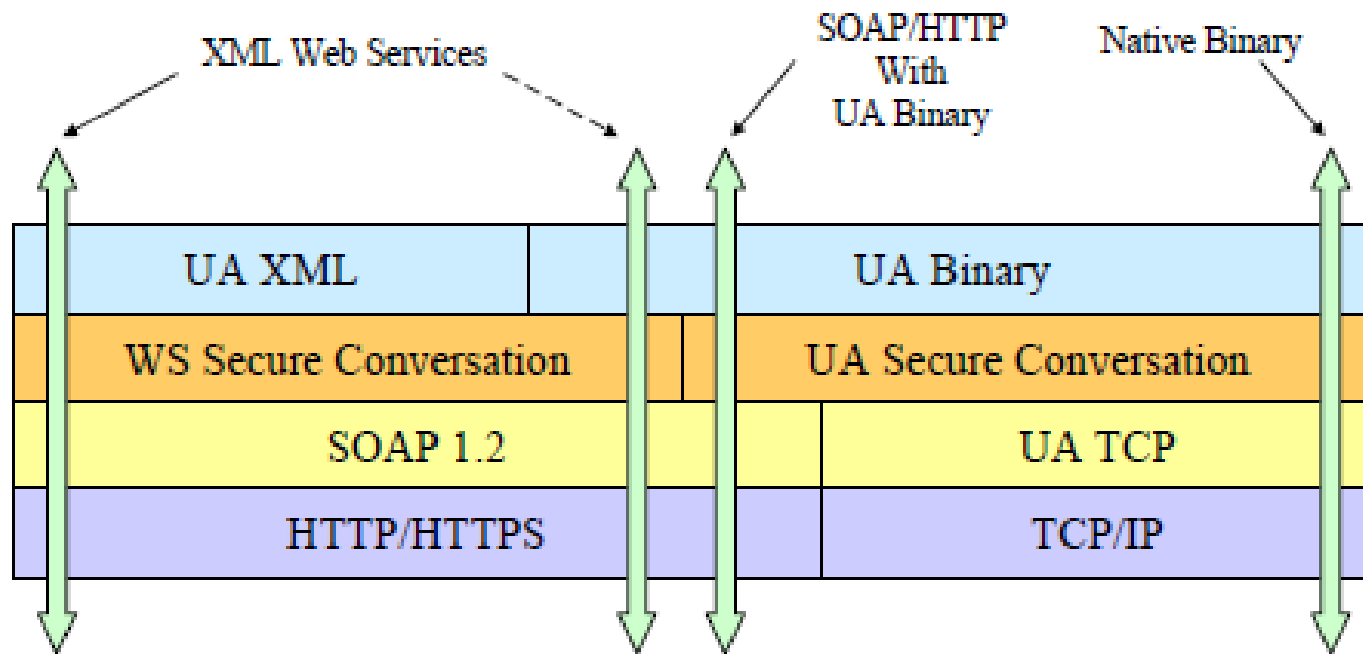 XML Web Services
SOAP/HTTP
With
UA Binary
Native Binary
UA XML
UA Binary
WS Secure Conversation
UA Secure Conversation
SOAP 1.2
UA TCP
HTTP/HTTPS
TCP/IP